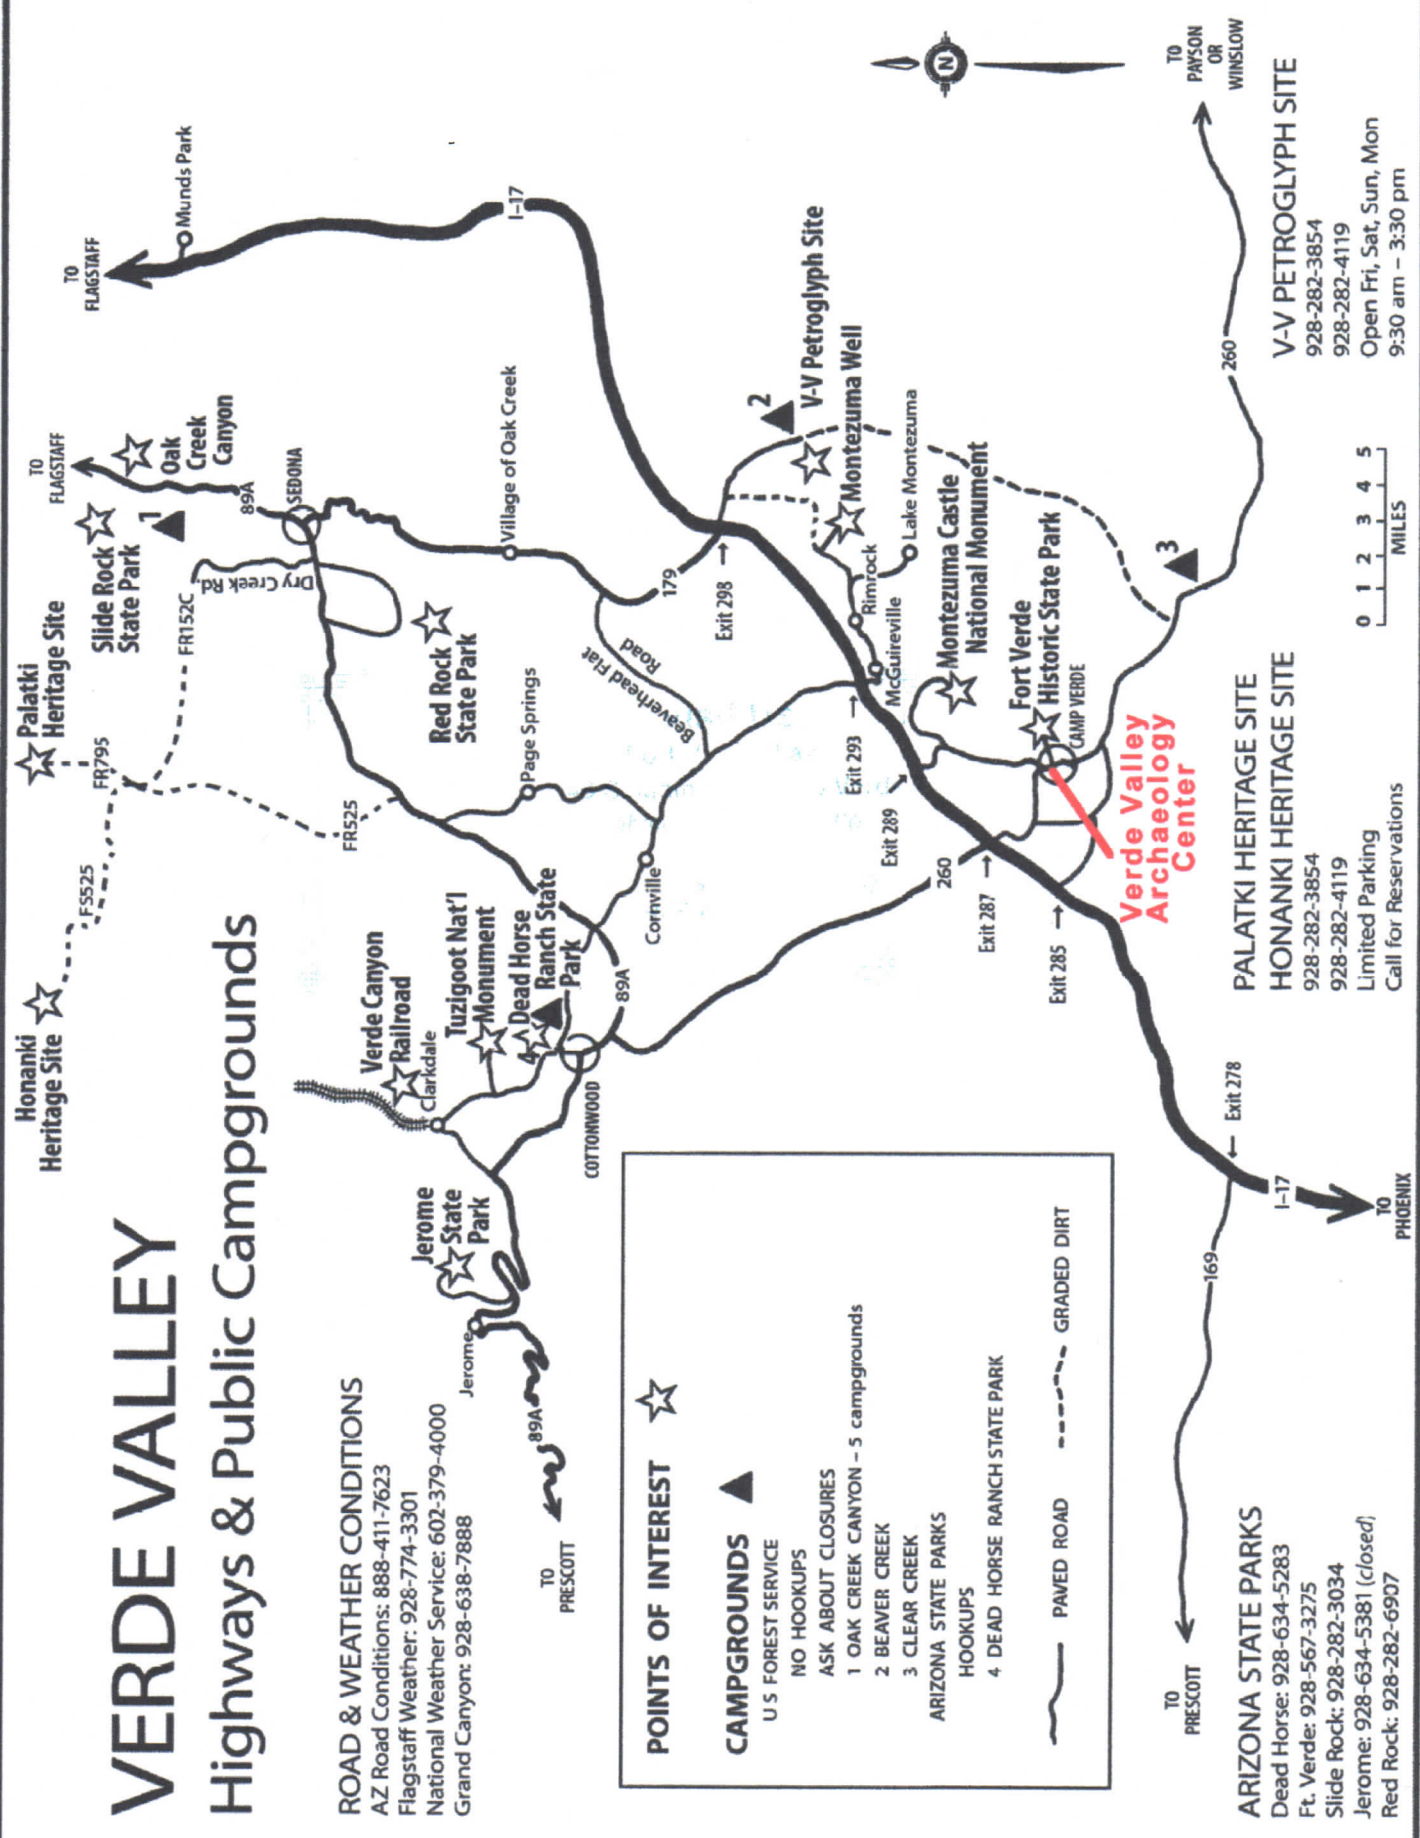 VERDE VALLEY
Highways & Public Campgrounds
ROAD & WEATHER CONDITIONS
AZ Road Conditions: 888-411-7623
Flagstaff Weather: 928-774-3301
National Weather Service: 602-379-4000
Grand Canyon: 928-638-7888
Honanki
Heritage Site
Palatki
Heritage Site
FS525
FR795
FR152C
FR525
Dry Creek Rd.
Slide Rock
State Park
1
TO
FLAGSTAFF
Oak
Creek
Canyon
89A
SEDONA
TO
FLAGSTAFF
Munds Park
I-17
Verde Canyon
Railroad
Clarkdale
Tuzigoot Nat'l
Monument
4
Dead Horse
Ranch State
Park
89A
COTTONWOOD
Jerome
State
Park
Jerome
89A
TO
PRESCOTT
Red Rock
State Park
Page Springs
Cornville
Village of Oak Creek
Beaverhead Flat
Road
179
Exit 298
2
V-V Petroglyph Site
Montezuma Well
Lake Montezuma
Rimrock
McGuireville
Exit 293
Exit 289
260
Exit 287
Exit 285
Montezuma Castle
National Monument
Fort Verde
Historic State Park
CAMP VERDE
Verde Valley
Archaeology
Center
3
260
TO
PAYSON
OR
WINSLOW
N
Exit 278
I-17
TO
PHOENIX
169
TO
PRESCOTT
POINTS OF INTEREST
CAMPGROUNDS
US FOREST SERVICE
NO HOOKUPS
ASK ABOUT CLOSURES
1 OAK CREEK CANYON – 5 campgrounds
2 BEAVER CREEK
3 CLEAR CREEK
ARIZONA STATE PARKS
HOOKUPS
4 DEAD HORSE RANCH STATE PARK
PAVED ROAD
GRADED DIRT
ARIZONA STATE PARKS
Dead Horse: 928-634-5283
Ft. Verde: 928-567-3275
Slide Rock: 928-282-3034
Jerome: 928-634-5381 (closed)
Red Rock: 928-282-6907
PALATKI HERITAGE SITE
HONANKI HERITAGE SITE
928-282-3854
928-282-4119
Limited Parking
Call for Reservations
0 1 2 3 4 5
MILES
V-V PETROGLYPH SITE
928-282-3854
928-282-4119
Open Fri, Sat, Sun, Mon
9:30 am – 3:30 pm